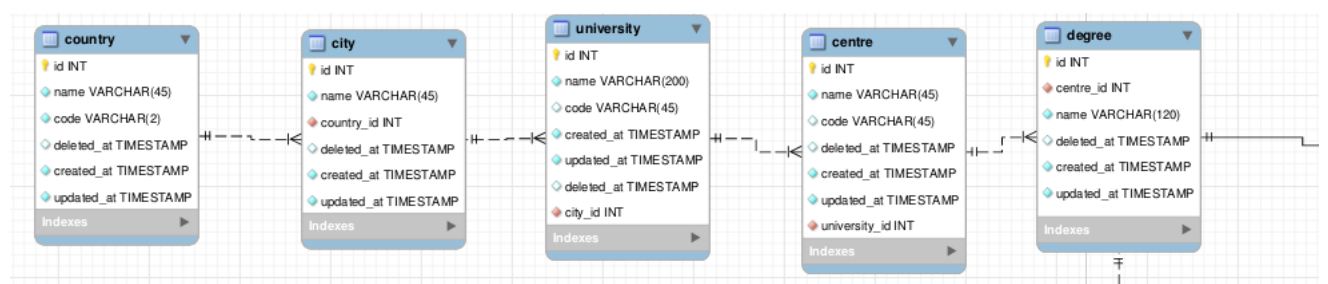 country
id INT
name VARCHAR(45)
code VARCHAR(2)
deleted_at TIMESTAMP
created_at TIMESTAMP
updated_at TIMESTAMP
Indexes
city
id INT
name VARCHAR(45)
country_id INT
deleted_at TIMESTAMP
created_at TIMESTAMP
updated_at TIMESTAMP
Indexes
university
id INT
name VARCHAR(200)
code VARCHAR(45)
created_at TIMESTAMP
updated_at TIMESTAMP
deleted_at TIMESTAMP
city_id INT
Indexes
centre
id INT
name VARCHAR(45)
code VARCHAR(45)
deleted_at TIMESTAMP
created_at TIMESTAMP
updated_at TIMESTAMP
university_id INT
Indexes
degree
id INT
centre_id INT
name VARCHAR(120)
deleted_at TIMESTAMP
created_at TIMESTAMP
updated_at TIMESTAMP
Indexes